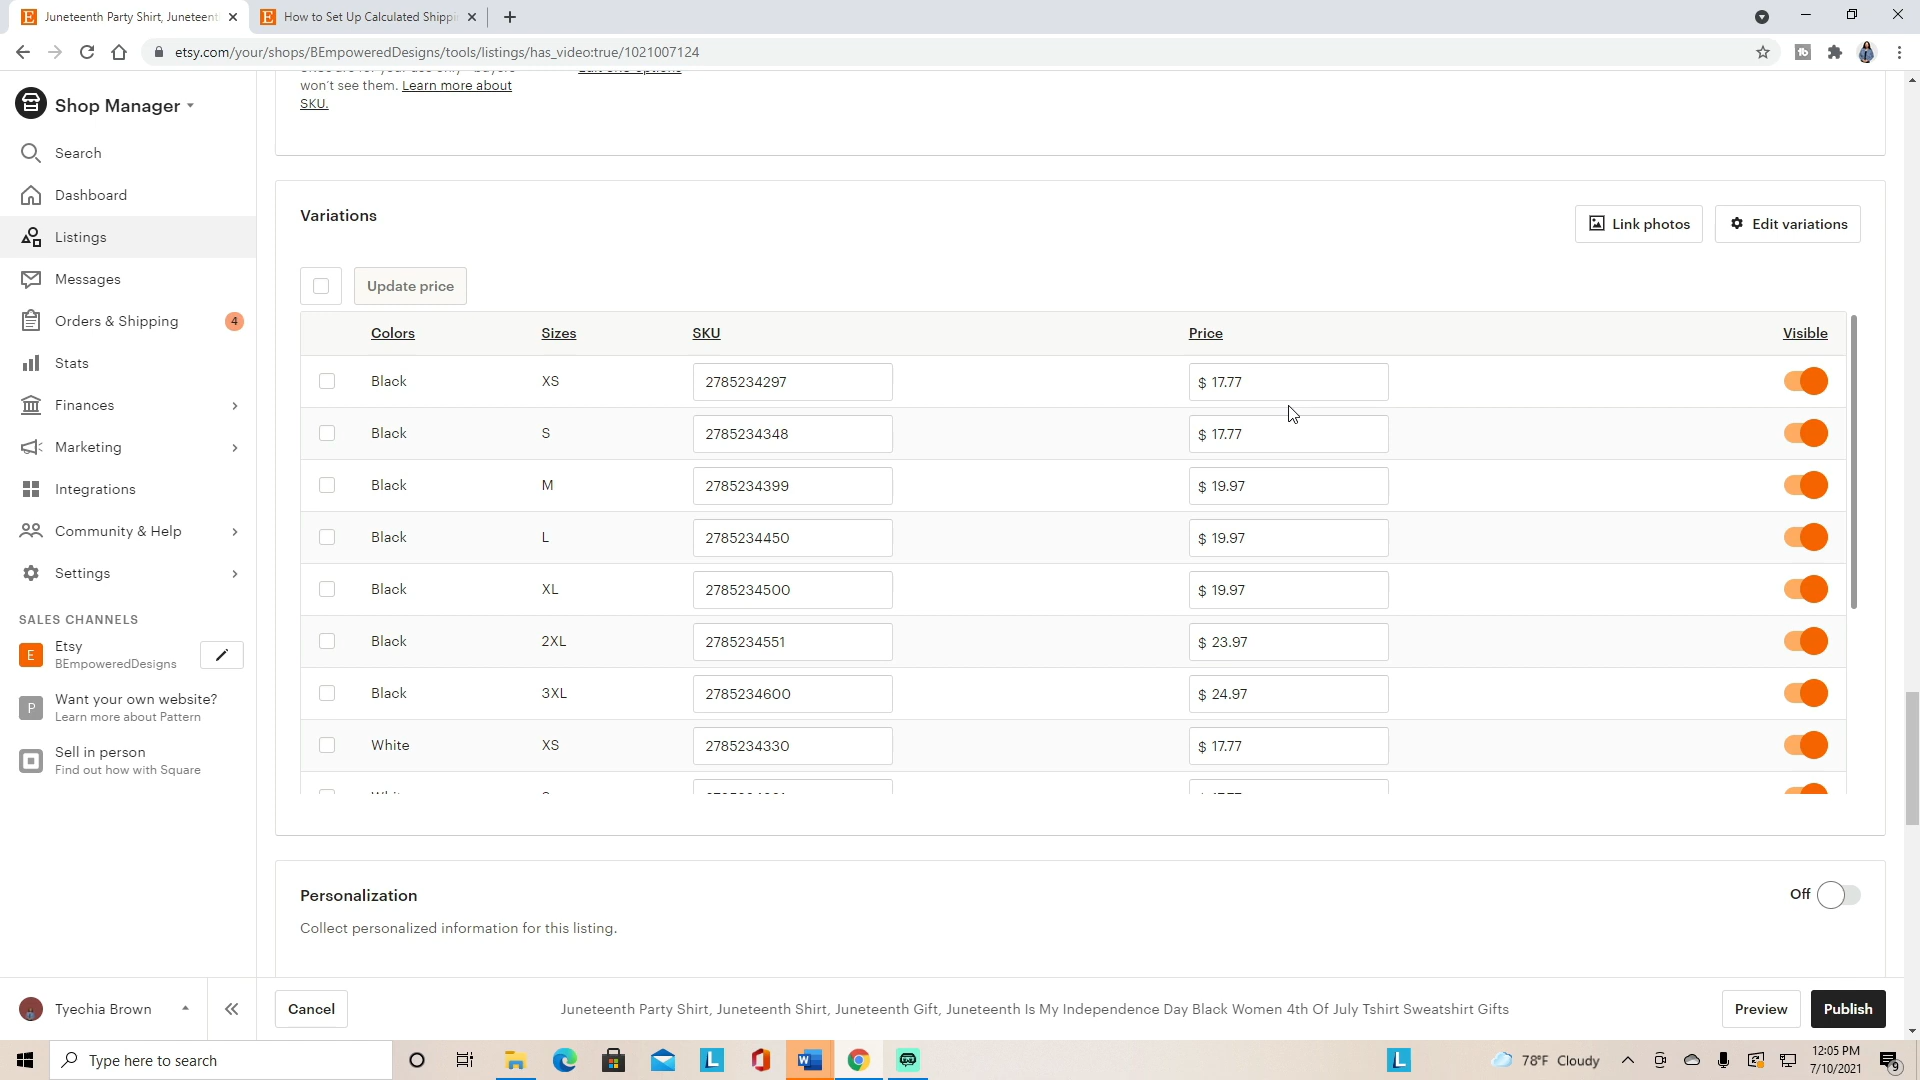 Juneteenth Party Shirt, Juneteent
How to Set Up Calculated Shippi
etsy.com/your/shops/BEmpoweredDesigns/tools/listings/has_video:true/1021007124
Shop Manager
Search
Dashboard
Listings
Messages
Orders & Shipping 4
Stats
Finances
Marketing
Integrations
Community & Help
Settings
SALES CHANNELS
E Etsy
BEmpoweredDesigns
P Want your own website?
Learn more about Pattern
Sell in person
Find out how with Square
Tyechia Brown
won't see them. Learn more about
SKU.
Variations
Link photos
Edit variations
Update price
Colors Sizes SKU Price Visible
Black XS 2785234297 $ 17.77
Black S 2785234348 $ 17.77
Black M 2785234399 $ 19.97
Black L 2785234450 $ 19.97
Black XL 2785234500 $ 19.97
Black 2XL 2785234551 $ 23.97
Black 3XL 2785234600 $ 24.97
White XS 2785234330 $ 17.77
Personalization
Off
Collect personalized information for this listing.
Cancel
Juneteenth Party Shirt, Juneteenth Shirt, Juneteenth Gift, Juneteenth Is My Independence Day Black Women 4th Of July Tshirt Sweatshirt Gifts
Preview
Publish
Type here to search
78°F Cloudy
12:05 PM
7/10/2021
9